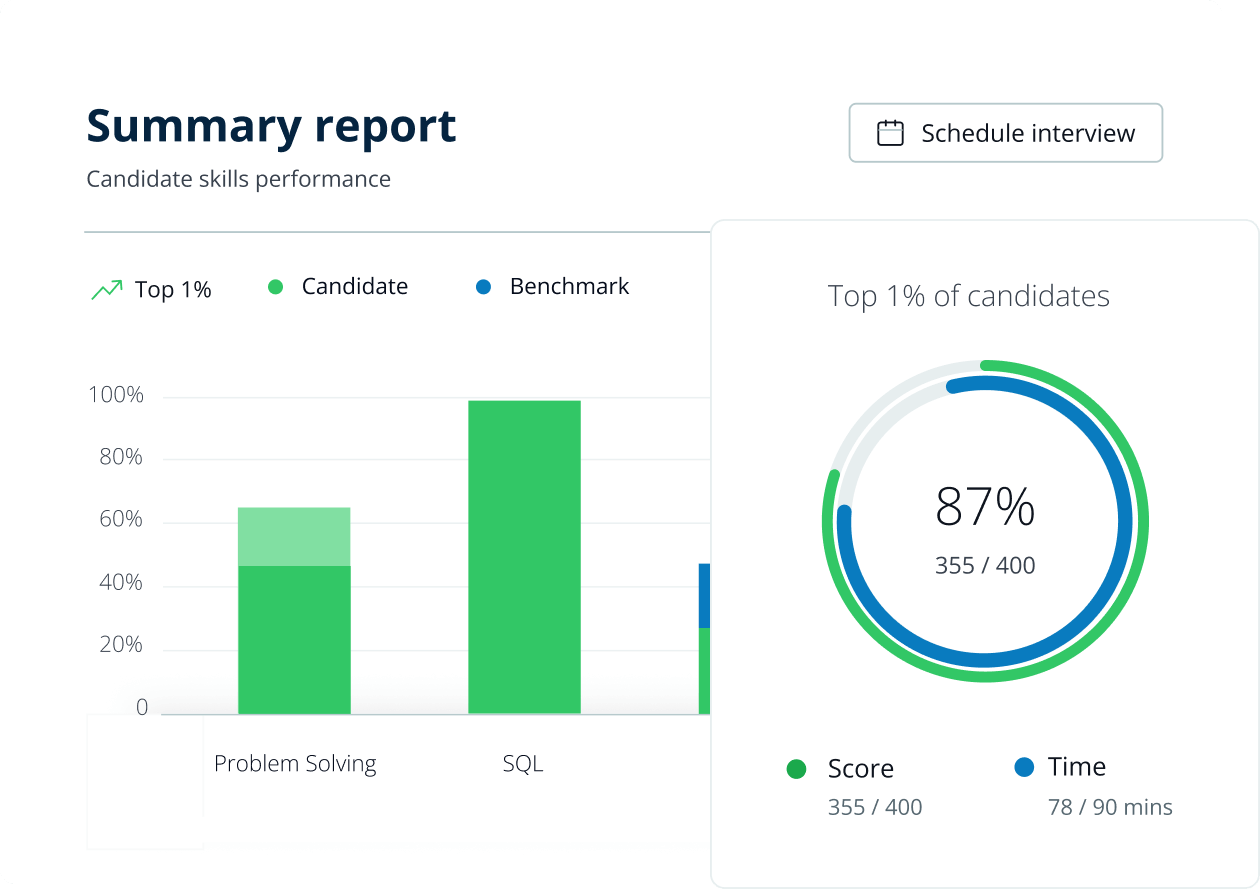 Summary report
Schedule interview
Candidate skills performance
Top 1%
Candidate
Benchmark
100%
80%
60%
40%
20%
0
Problem Solving
SQL
Top 1% of candidates
87%
355 / 400
Score
355 / 400
Time
78 / 90 mins